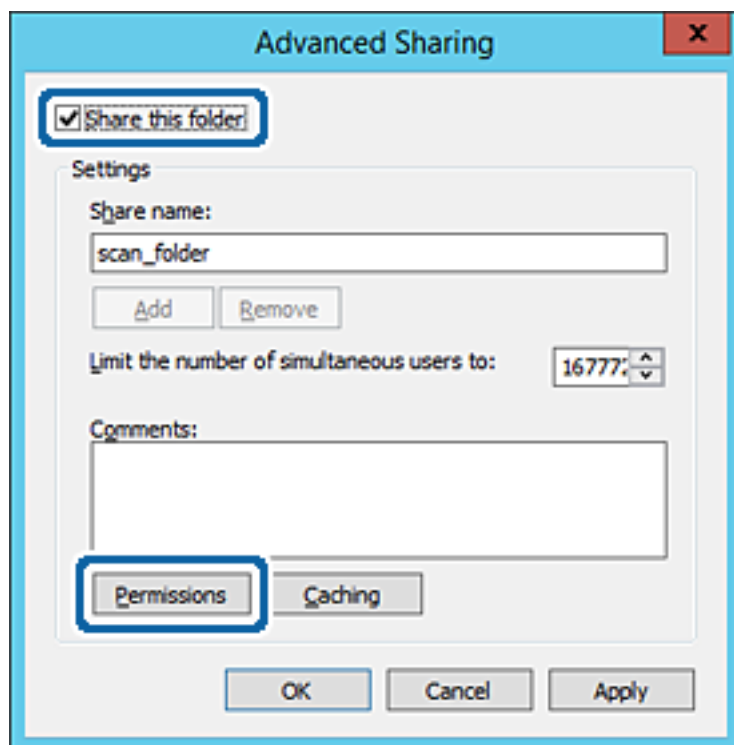 Advanced Sharing
x
Share this folder
Settings
Share name:
scan_folder
Add Remove
Limit the number of simultaneous users to:
Comments:
Permissions Caching
OK Cancel Apply